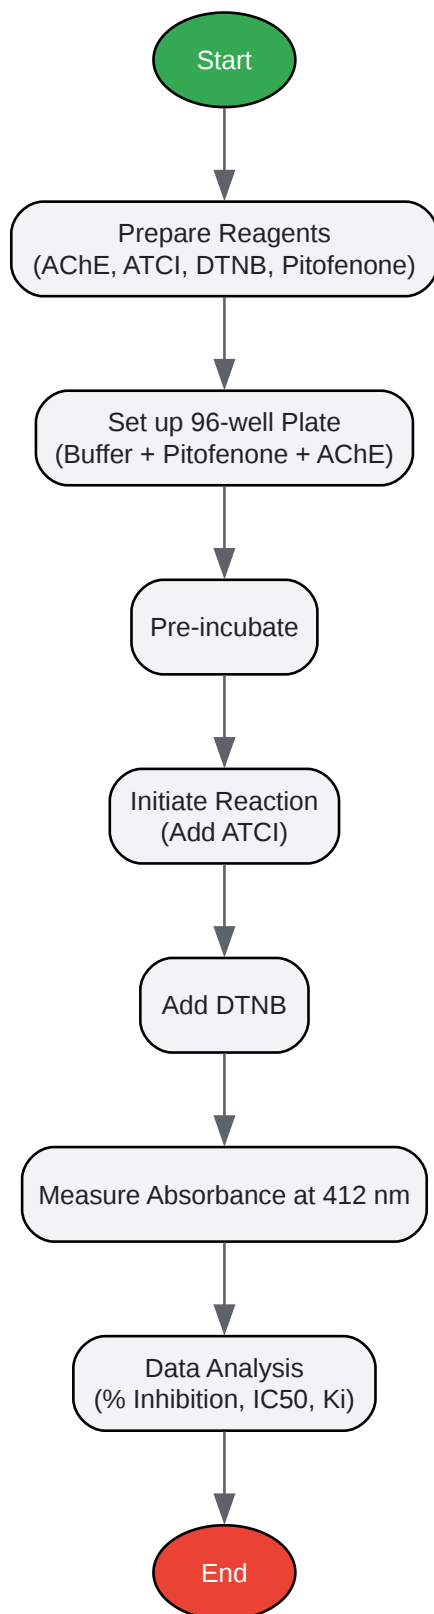 Start
Prepare Reagents
(AChE, ATCI, DTNB, Pitofenone)
Set up 96-well Plate
(Buffer + Pitofenone + AChE)
Pre-incubate
Initiate Reaction
(Add ATCI)
Add DTNB
Measure Absorbance at 412 nm
Data Analysis
(% Inhibition, IC50, Ki)
End